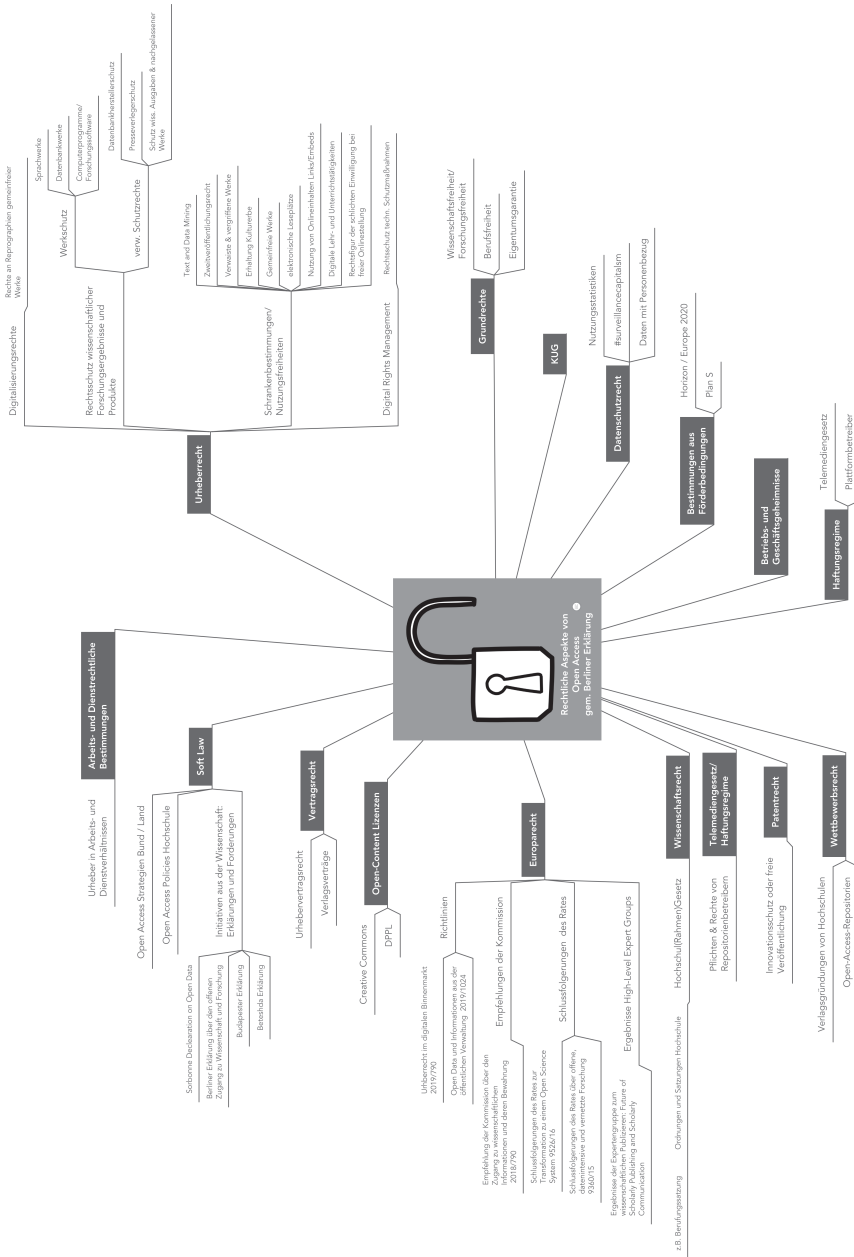 Rechtliche Aspekte von
Open Access
gem. Berliner Erklärung
Arbeits- und Dienstrechtliche
Bestimmungen
Urheber in Arbeits- und
Dienstverhältnissen
Soft Law
Open Access Strategien Bund / Land
Open Access Policies Hochschule
Initiativen aus der Wissenschaft:
Erklärungen und Forderungen
Sorbonne Decleration on Open Data
Berliner Erklärung über den offenen
Zugang zu Wissenschaft und Forschung
Budapester Erklärung
Beteshda Erklärung
Vertragsrecht
Urhebervertragsrecht
Verlagsverträge
Open-Content Lizenzen
Creative Commons
DPPL
Europarecht
Richtlinien
Urhberrecht im digitalen Binnenmarkt
2019/790
Open Data und Informationen aus der
öffentlichen Verwaltung 2019/1024
Empfehlungen der Kommission
Empfehlung der Kommission über den
Zugang zu wissenschaftlichen
Informationen und deren Bewahrung
2018/790
Schlussfolgerungen des Rates
Schlussfolgerungen des Rates zur
Transformation zu einem Open Science
System 9526/16
Schlussfolgerungen des Rates über offene,
datenintensive und vernetzte Forschung
9360/15
Ergebnisse High-Level Expert Groups
Ergebnisse der Expertengruppe zum
wissenschaftlichen Publizieren: Future of
Scholarly Publishing and Scholarly
Communication
Wissenschaftsrecht
Hochschul(Rahmen)Gesetz
Ordnungen und Satzungen Hochschule
z.B. Berufungssatzung
Telemediengesetz/
Haftungsregime
Pflichten & Rechte von
Repositorienbetreibern
Patentrecht
Innovationsschutz oder freie
Veröffentlichung
Wettbewerbsrecht
Verlagsgründungen von Hochschulen
Open-Access-Repositorien
Urheberrecht
Digitalisierungsrechte
Rechte an Reprographien gemeinfreier
Werke
Rechtsschutz wissenschaftlicher
Forschungsergebnisse und
Produkte
Werkschutz
Sprachwerke
Datenbankwerke
Computerprogramme/
Forschungssoftware
verw. Schutzrechte
Datenbankherstellerschutz
Presseverlegerschutz
Schutz wiss. Ausgaben & nachgelassener
Werke
Schrankenbestimmungen/
Nutzungsfreiheiten
Text and Data Mining
Zweitveröffentlichungsrecht
Verwaiste & vergriffene Werke
Erhaltung Kulturerbe
Gemeinfreie Werke
elektronische Leseplätze
Nutzung von Onlineinhalten Links/Embeds
Digitale Lehr- und Unterrichtstätigkeiten
Rechtsfigur der schlichten Einwilligung bei
freier Onlinestellung
Digital Rights Management
Rechtsschutz techn. Schutzmaßnahmen
Grundrechte
Wissenschaftsfreiheit/
Forschungsfreiheit
Berufsfreiheit
Eigentumsgarantie
KUG
Datenschutzrecht
Nutzungsstatistiken
#surveillancecapitalsm
Daten mit Personenbezug
Bestimmungen aus
Förderbedingungen
Horizon / Europe 2020
Plan S
Betriebs- und
Geschäftsgeheimnisse
Haftungsregime
Telemediengesetz
Plattformbetreiber